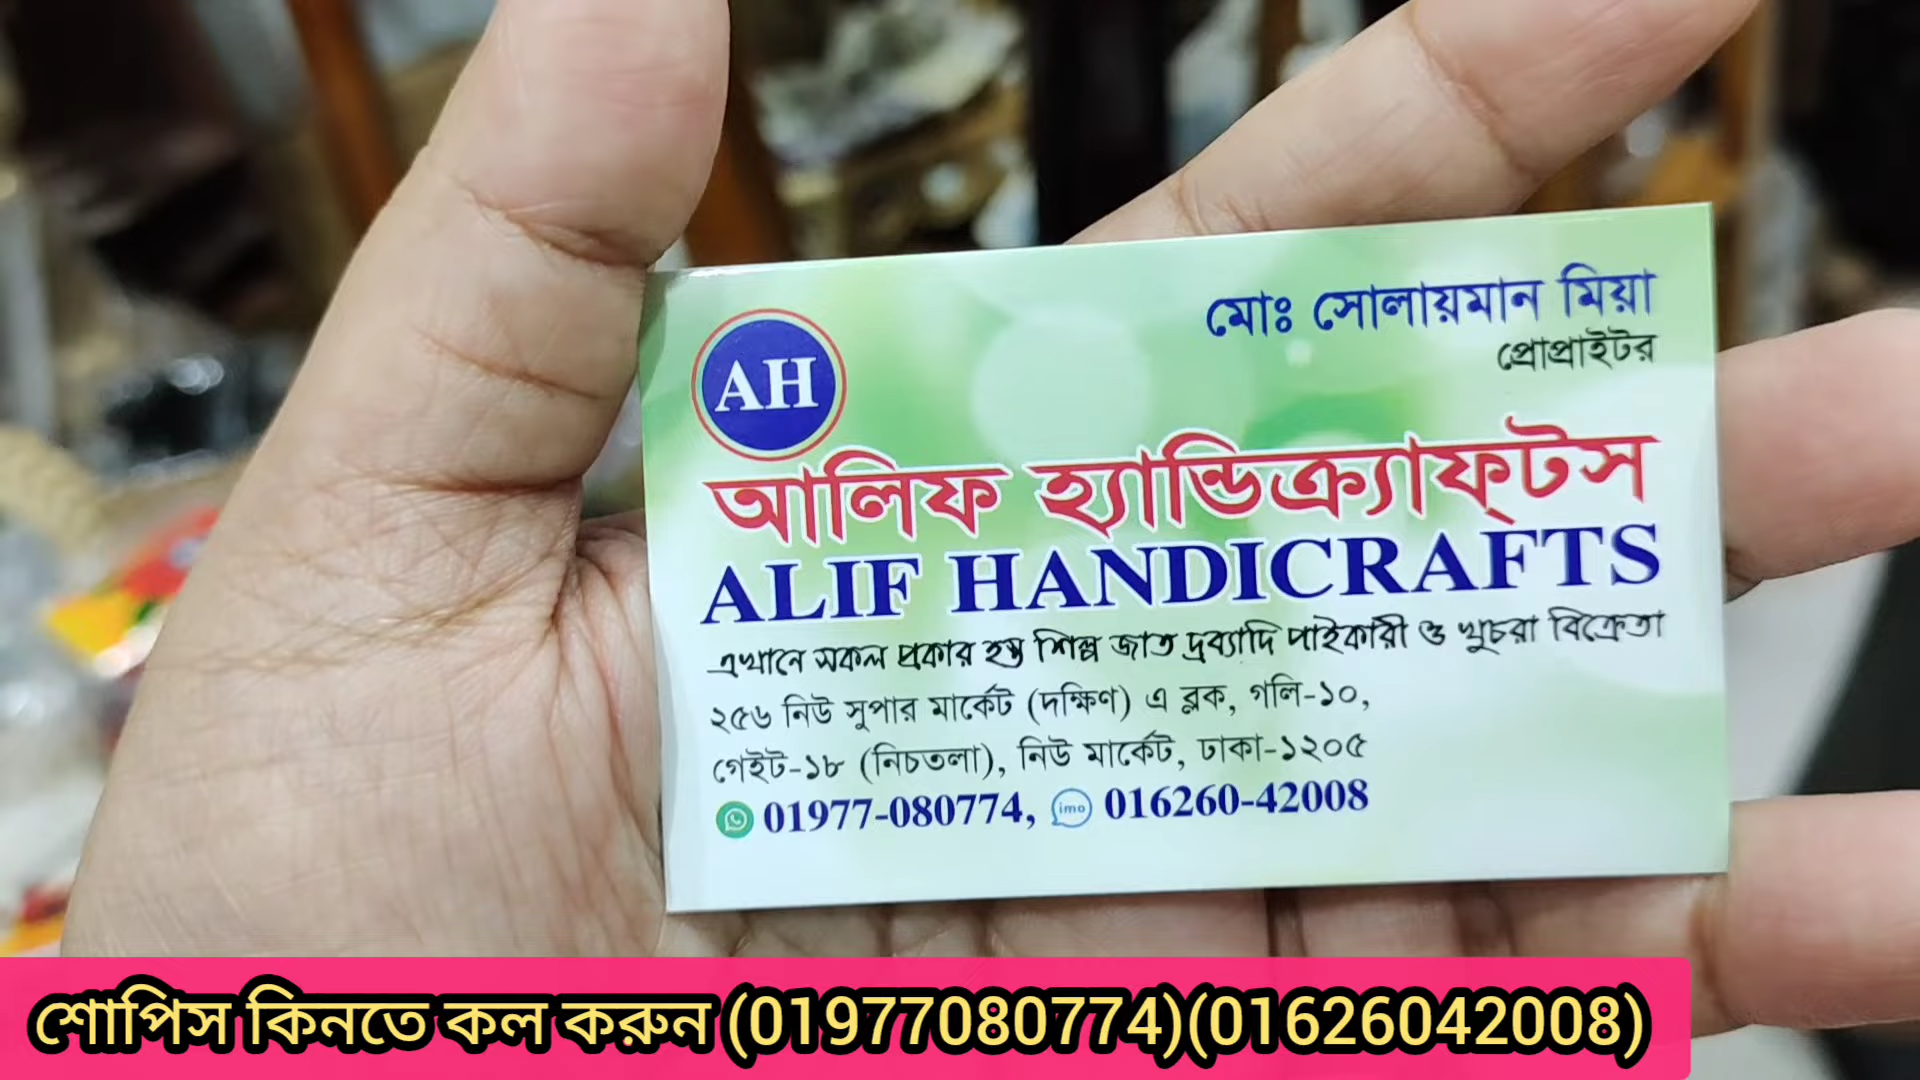 AH
মোঃ সোলায়মান মিয়া
প্রোপ্রাইটর
আলিফ হ্যান্ডিক্র্যাফ্টস
ALIF HANDICRAFTS
এখানে সকল প্রকার হস্ত শিল্প জাত দ্রব্যাদি পাইকারী ও খুচরা বিক্রেতা
২৫৬ নিউ সুপার মার্কেট (দক্ষিণ) এ ব্লক, গলি-১০,
গেইট-১৮ (নিচতলা), নিউ মার্কেট, ঢাকা-১২০৫
01977-080774, imo 016260-42008
শোপিস কিনতে কল করুন (01977080774)(01626042008)